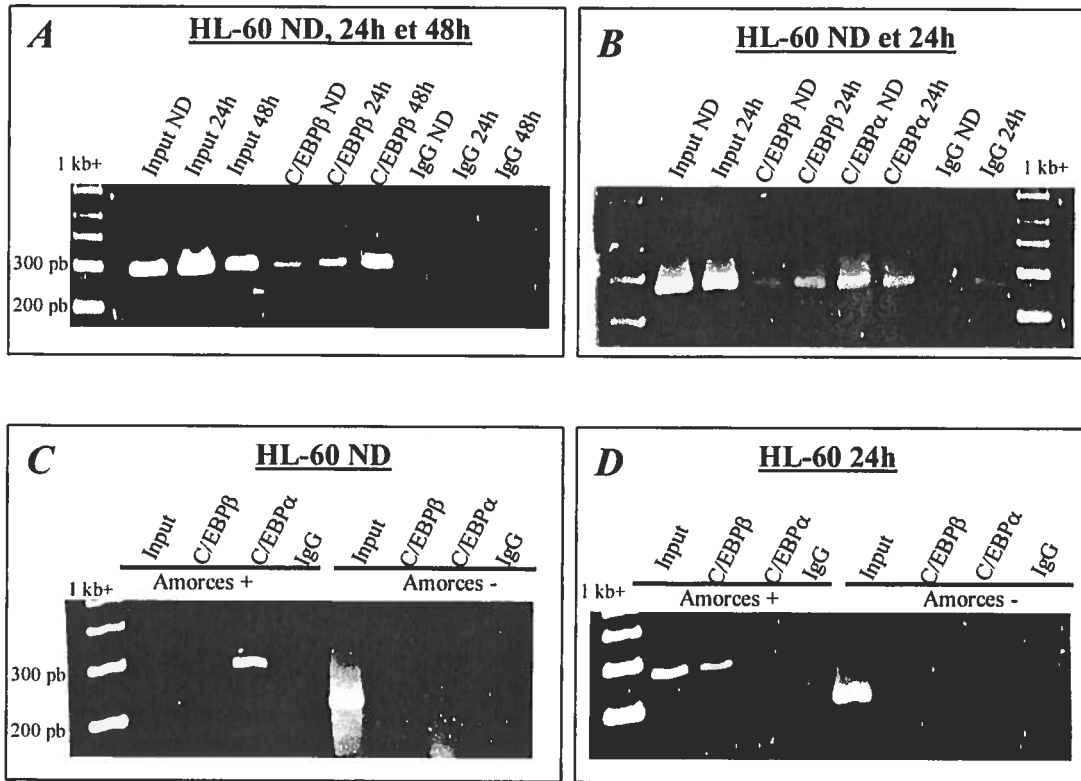 A
HL-60 ND, 24h et 48h
Input ND
Input 24h
Input 48h
C/EBPβ ND
C/EBPβ 24h
C/EBPβ 48h
IgG ND
IgG 24h
IgG 48h
1 kb+
300 pb
200 pb
B
HL-60 ND et 24h
Input ND
Input 24h
C/EBPβ ND
C/EBPβ 24h
C/EBPα ND
C/EBPα 24h
IgG ND
IgG 24h
1 kb+
C
HL-60 ND
Input
C/EBPβ
C/EBPα
IgG
Input
C/EBPβ
C/EBPα
IgG
Amorces +
Amorces -
1 kb+
300 pb
200 pb
D
HL-60 24h
Input
C/EBPβ
C/EBPα
IgG
Input
C/EBPβ
C/EBPα
IgG
Amorces +
Amorces -
1 kb+